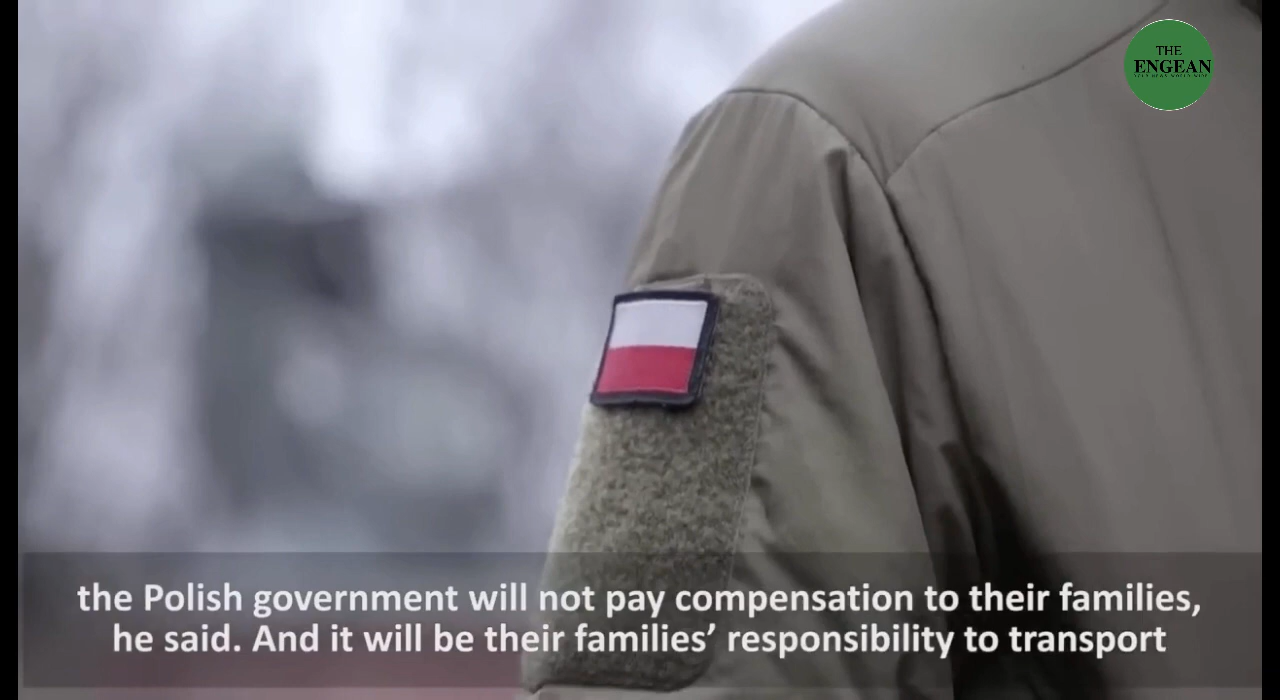 THE
ENGEAN
the Polish government will not pay compensation to their families,
he said. And it will be their families’ responsibility to transport